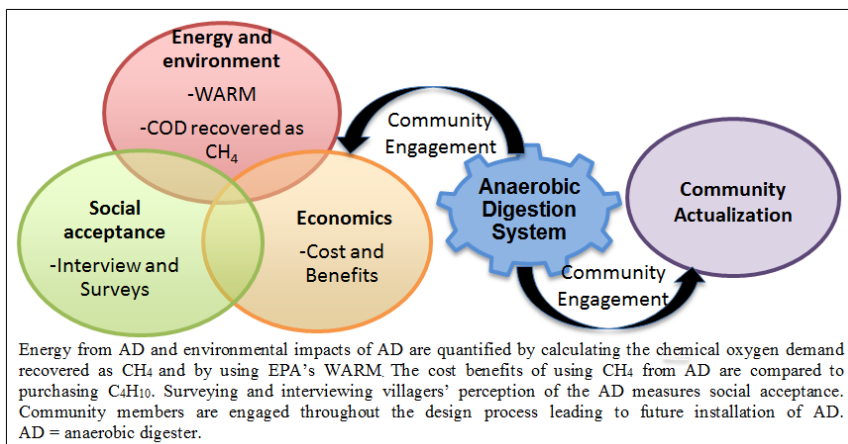 Energy and
environment
-WARM
-COD recovered as
CH₄
Social
acceptance
-Interview and
Surveys
Economics
-Cost and
Benefits
Community
Engagement
Anaerobic
Digestion
System
Community
Engagement
Community
Actualization
Energy from AD and environmental impacts of AD are quantified by calculating the chemical oxygen demand
recovered as CH₄ and by using EPA's WARM. The cost benefits of using CH₄ from AD are compared to
purchasing C₄H₁₀. Surveying and interviewing villagers' perception of the AD measures social acceptance.
Community members are engaged throughout the design process leading to future installation of AD.
AD = anaerobic digester.